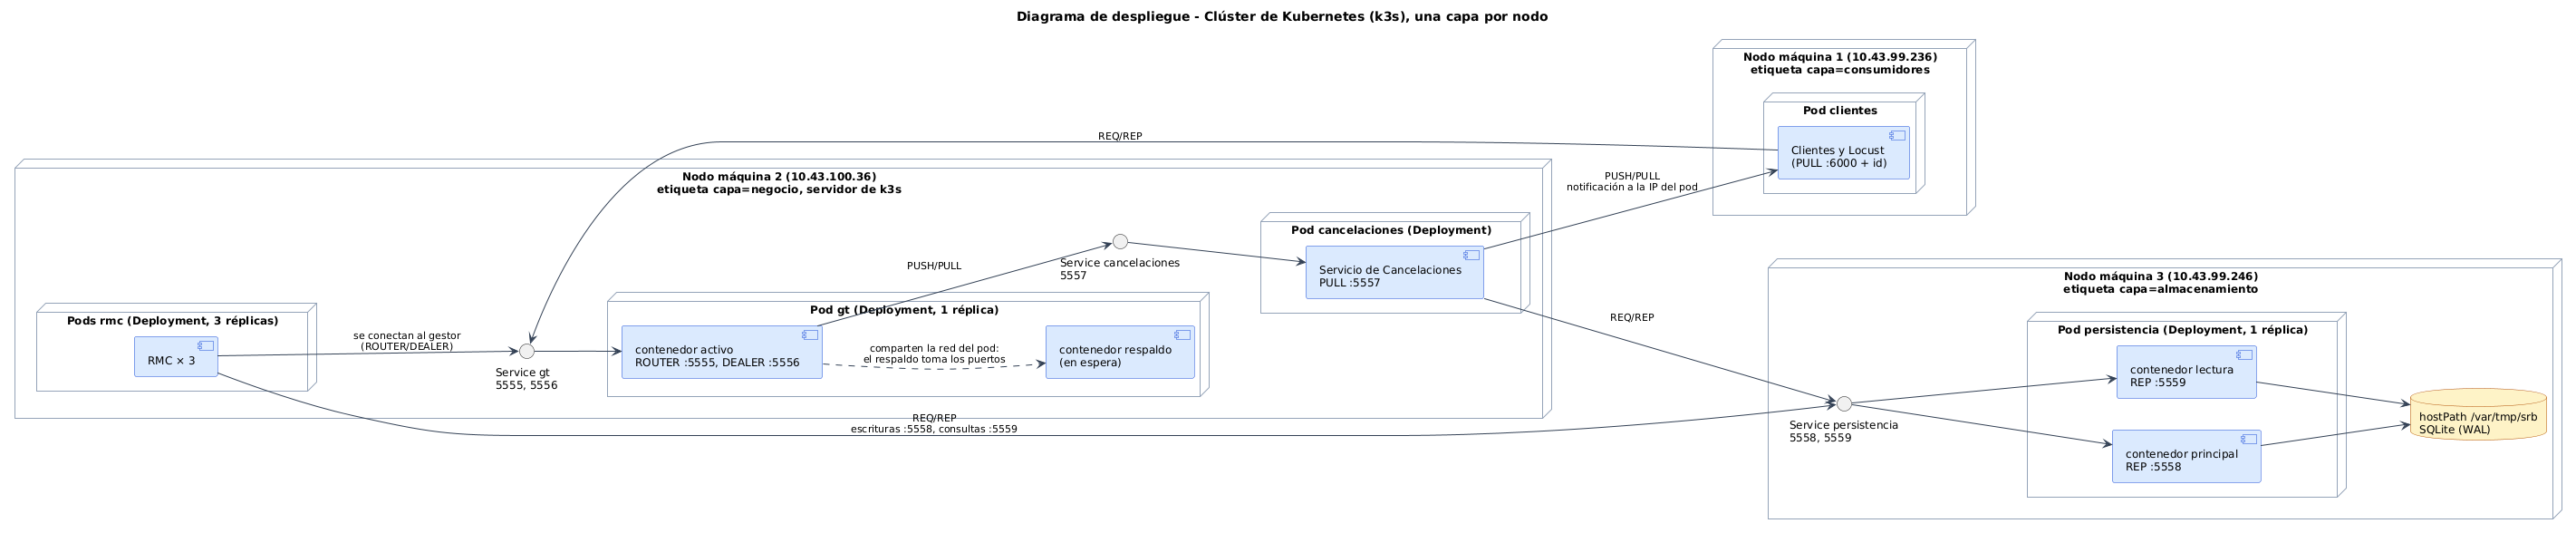 Diagrama de despliegue - Clúster de Kubernetes (k3s), una capa por nodo
Nodo máquina 1 (10.43.99.236)
etiqueta capa=consumidores
Pod clientes
Clientes y Locust
(PULL :6000 + id)
REQ/REP
PUSH/PULL
notificación a la IP del pod
Nodo máquina 2 (10.43.100.36)
etiqueta capa=negocio, servidor de k3s
Pod cancelaciones (Deployment)
Servicio de Cancelaciones
PULL :5557
Service cancelaciones
5557
PUSH/PULL
Pods rmc (Deployment, 3 réplicas)
RMC × 3
se conectan al gestor
(ROUTER/DEALER)
Service gt
5555, 5556
Pod gt (Deployment, 1 réplica)
contenedor activo
ROUTER :5555, DEALER :5556
comparten la red del pod:
el respaldo toma los puertos
contenedor respaldo
(en espera)
REQ/REP
escrituras :5558, consultas :5559
REQ/REP
Nodo máquina 3 (10.43.99.246)
etiqueta capa=almacenamiento
Service persistencia
5558, 5559
Pod persistencia (Deployment, 1 réplica)
contenedor lectura
REP :5559
contenedor principal
REP :5558
hostPath /var/tmp/srb
SQLite (WAL)